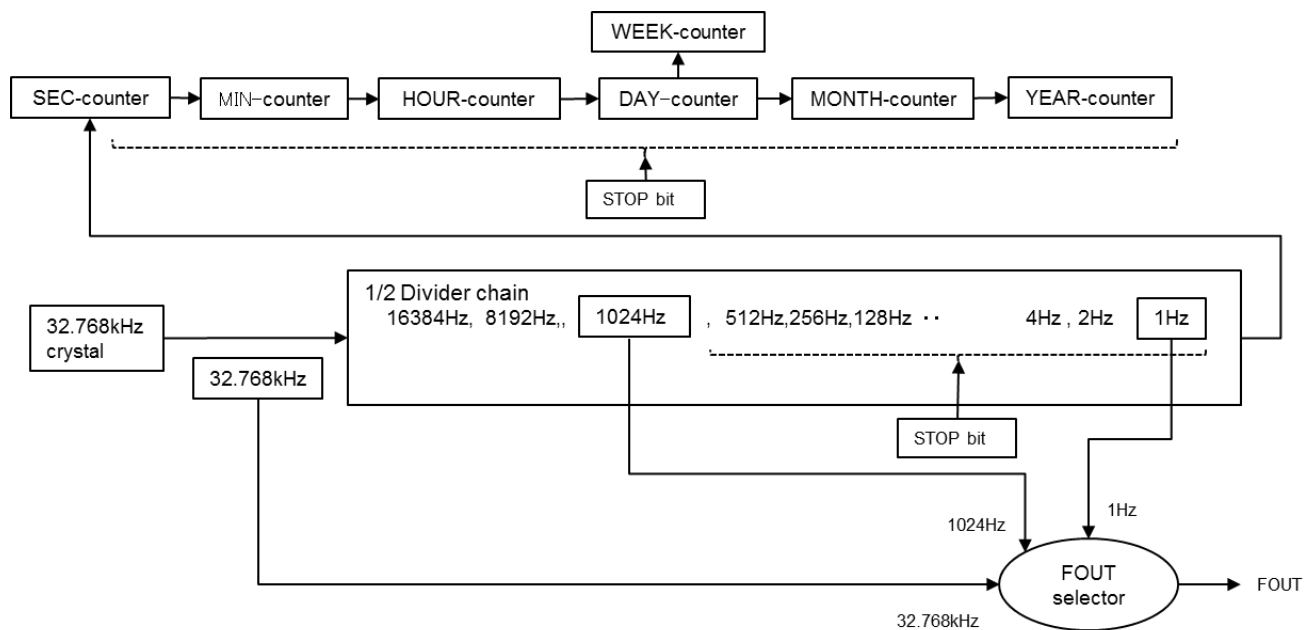 WEEK-counter
SEC-counter
MIN-counter
HOUR-counter
DAY-counter
MONTH-counter
YEAR-counter
STOP bit
1/2 Divider chain
16384Hz, 8192Hz,, 1024Hz , 512Hz,256Hz,128Hz ・・ 4Hz , 2Hz 1Hz
32.768kHz
crystal
32.768kHz
STOP bit
1024Hz
1Hz
FOUT
selector
FOUT
32.768kHz